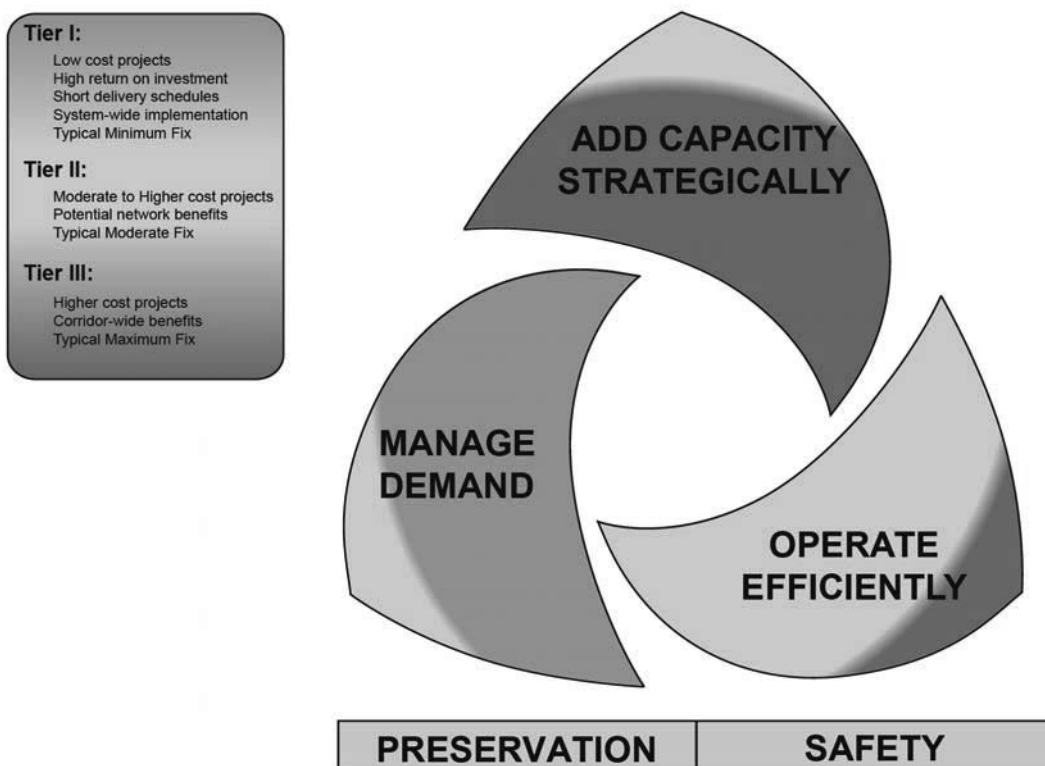 Tier I:
Low cost projects
High return on investment
Short delivery schedules
System-wide implementation
Typical Minimum Fix
Tier II:
Moderate to Higher cost projects
Potential network benefits
Typical Moderate Fix
Tier III:
Higher cost projects
Corridor-wide benefits
Typical Maximum Fix
ADD CAPACITY
STRATEGICALLY
MANAGE
DEMAND
OPERATE
EFFICIENTLY
PRESERVATION
SAFETY